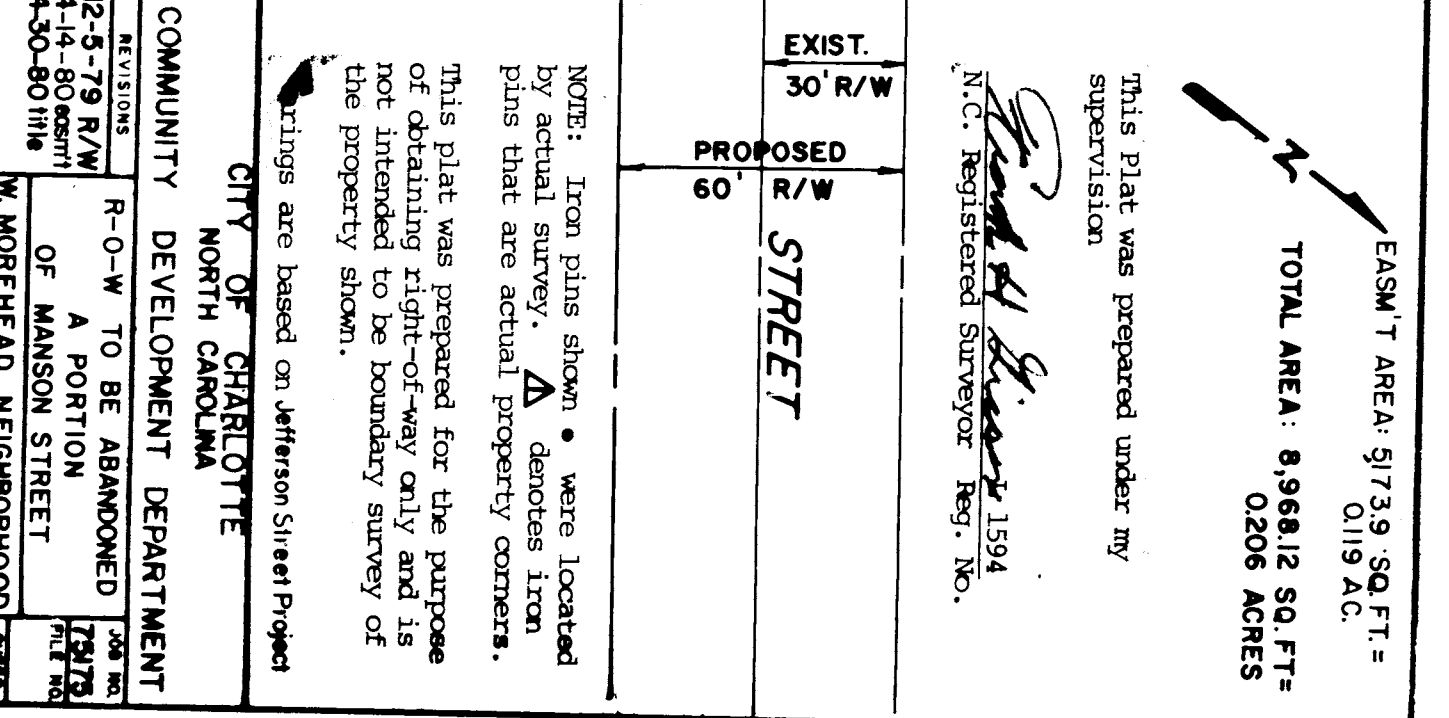 EASM'T AREA: 5,173.9 SQ. FT. =
0.119 AC.
TOTAL AREA: 8,968.12 SQ. FT =
0.206 ACRES
N
This plat was prepared under my
supervision
L 1594
N.C. Registered Surveyor Reg. No.
EXIST.
30' R/W
PROPOSED
60' R/W
STREET
NOTE: Iron pins shown • were located
by actual survey. △ denotes iron
pins that are actual property corners.
This plat was prepared for the purpose
of obtaining right-of-way only and is
not intended to be boundary survey of
the property shown.
rings are based on Jefferson Street Project
CITY OF CHARLOTTE
NORTH CAROLINA
COMMUNITY DEVELOPMENT DEPARTMENT
REVISIONS
12-5-79 R/W
4-14-80 easm't
4-30-80 title
R-O-W TO BE ABANDONED
A PORTION
OF MANSON STREET
W. MOREHEAD NEIGHBORHOOD
JOB NO.
75175
FILE NO.